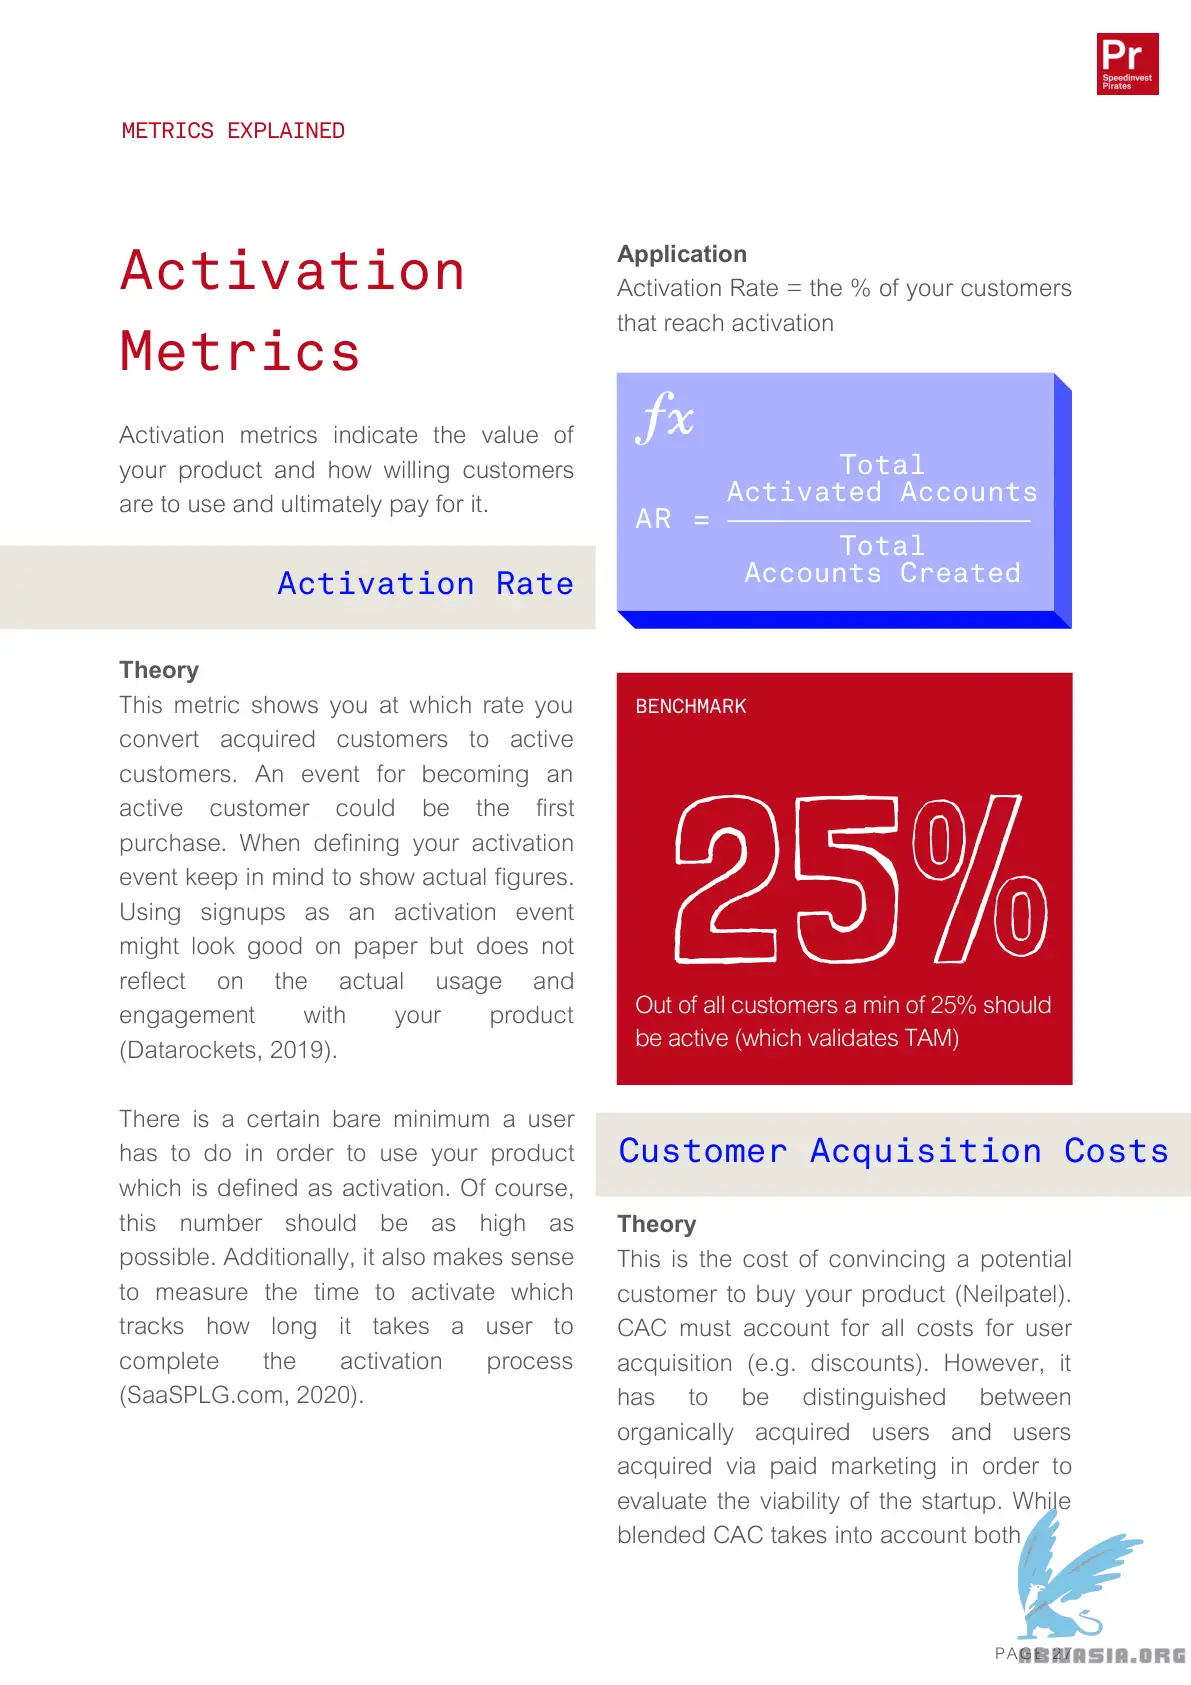 Pr
Speedinvest
Pirates
METRICS EXPLAINED
Activation
Metrics
Activation metrics indicate the value of
your product and how willing customers
are to use and ultimately pay for it.
Activation Rate
Theory
This metric shows you at which rate you
convert acquired customers to active
customers. An event for becoming an
active customer could be the first
purchase. When defining your activation
event keep in mind to show actual figures.
Using signups as an activation event
might look good on paper but does not
reflect on the actual usage and
engagement with your product
(Datarockets, 2019).
There is a certain bare minimum a user
has to do in order to use your product
which is defined as activation. Of course,
this number should be as high as
possible. Additionally, it also makes sense
to measure the time to activate which
tracks how long it takes a user to
complete the activation process
(SaaSPLG.com, 2020).
Application
Activation Rate = the % of your customers
that reach activation
fx
Total
Activated Accounts
AR =
Total
Accounts Created
BENCHMARK
25%
Out of all customers a min of 25% should
be active (which validates TAM)
Customer Acquisition Costs
Theory
This is the cost of convincing a potential
customer to buy your product (Neilpatel).
CAC must account for all costs for user
acquisition (e.g. discounts). However, it
has to be distinguished between
organically acquired users and users
acquired via paid marketing in order to
evaluate the viability of the startup. While
blended CAC takes into account both
PAGE 27
ABIVASIA.ORG